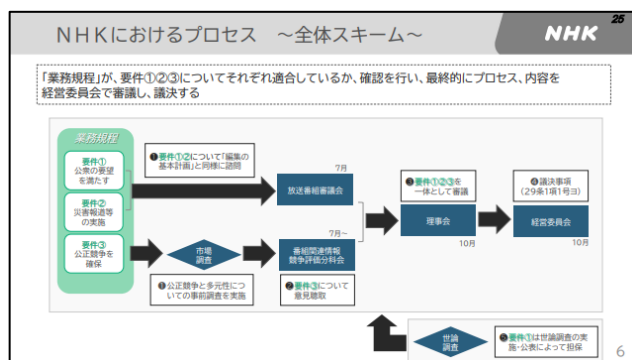 NHKにおけるプロセス　～全体スキーム～
NHK
25
「業務規程」が、要件①②③についてそれぞれ適合しているか、確認を行い、最終的にプロセス、内容を
経営委員会で審議し、議決する
業務規程
要件①
公衆の要望
を満たす
要件②
災害報道等
の実施
要件③
公正競争を
確保
❶要件①②について「編集の
基本計画」と同様に諮問
7月
放送番組審議会
市場
調査
❶公正競争と多元性につ
いての事前調査を実施
7月～
番組関連情報
競争評価分科会
❷要件③について
意見聴取
❸要件①②③を
一体として審議
理事会
10月
❹議決事項
(29条1項1号ヨ)
経営委員会
10月
世論
調査
要件①は世論調査の実
施・公表によって担保
6